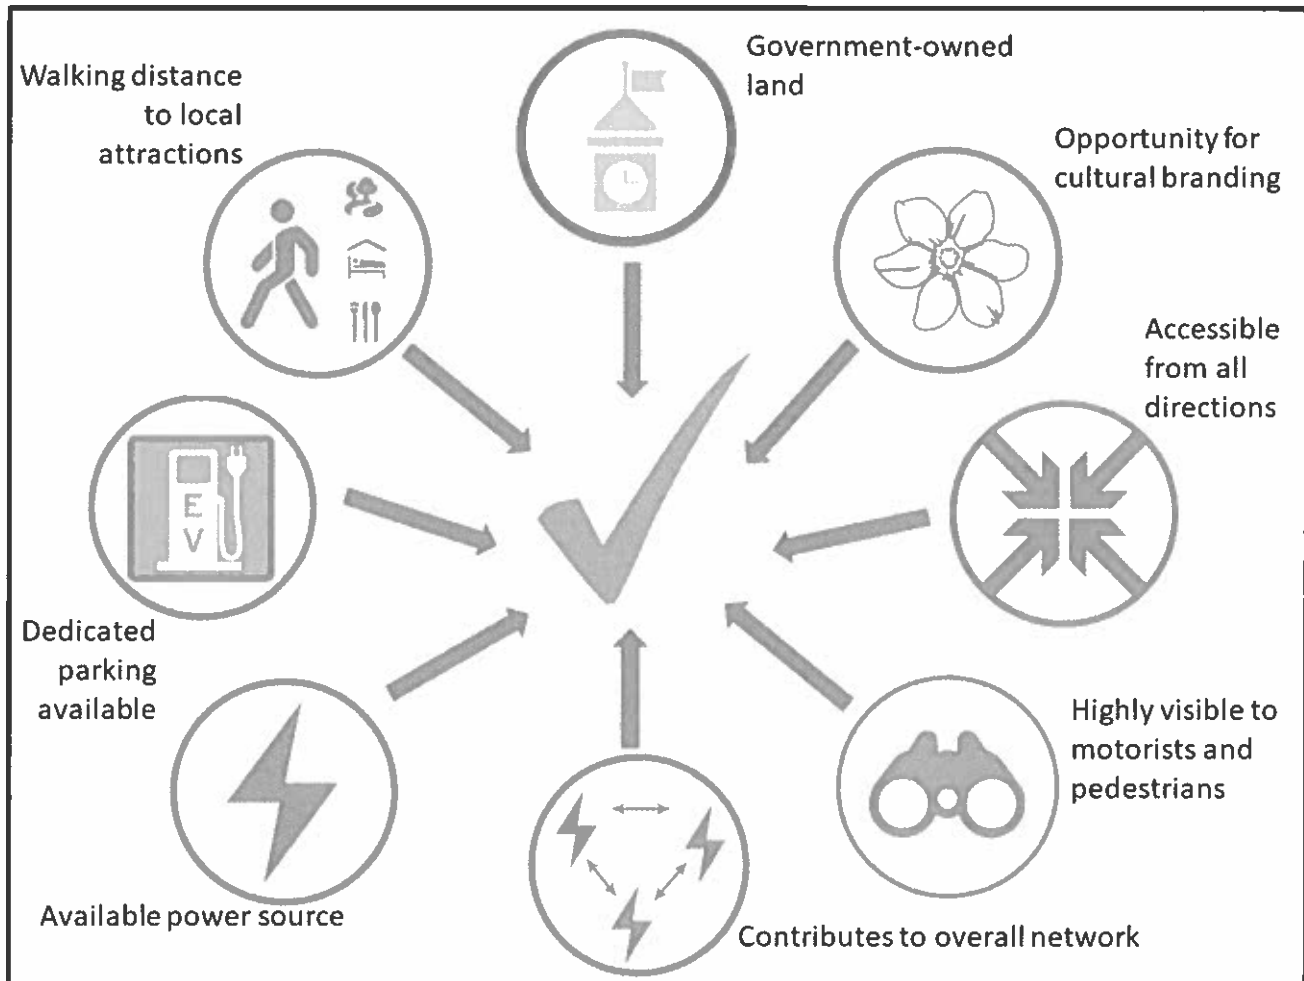 Government-owned
land
Walking distance
to local
attractions
Opportunity for
cultural branding
Accessible
from all
directions
E
V
Dedicated
parking
available
Highly visible to
motorists and
pedestrians
Available power source
Contributes to overall network